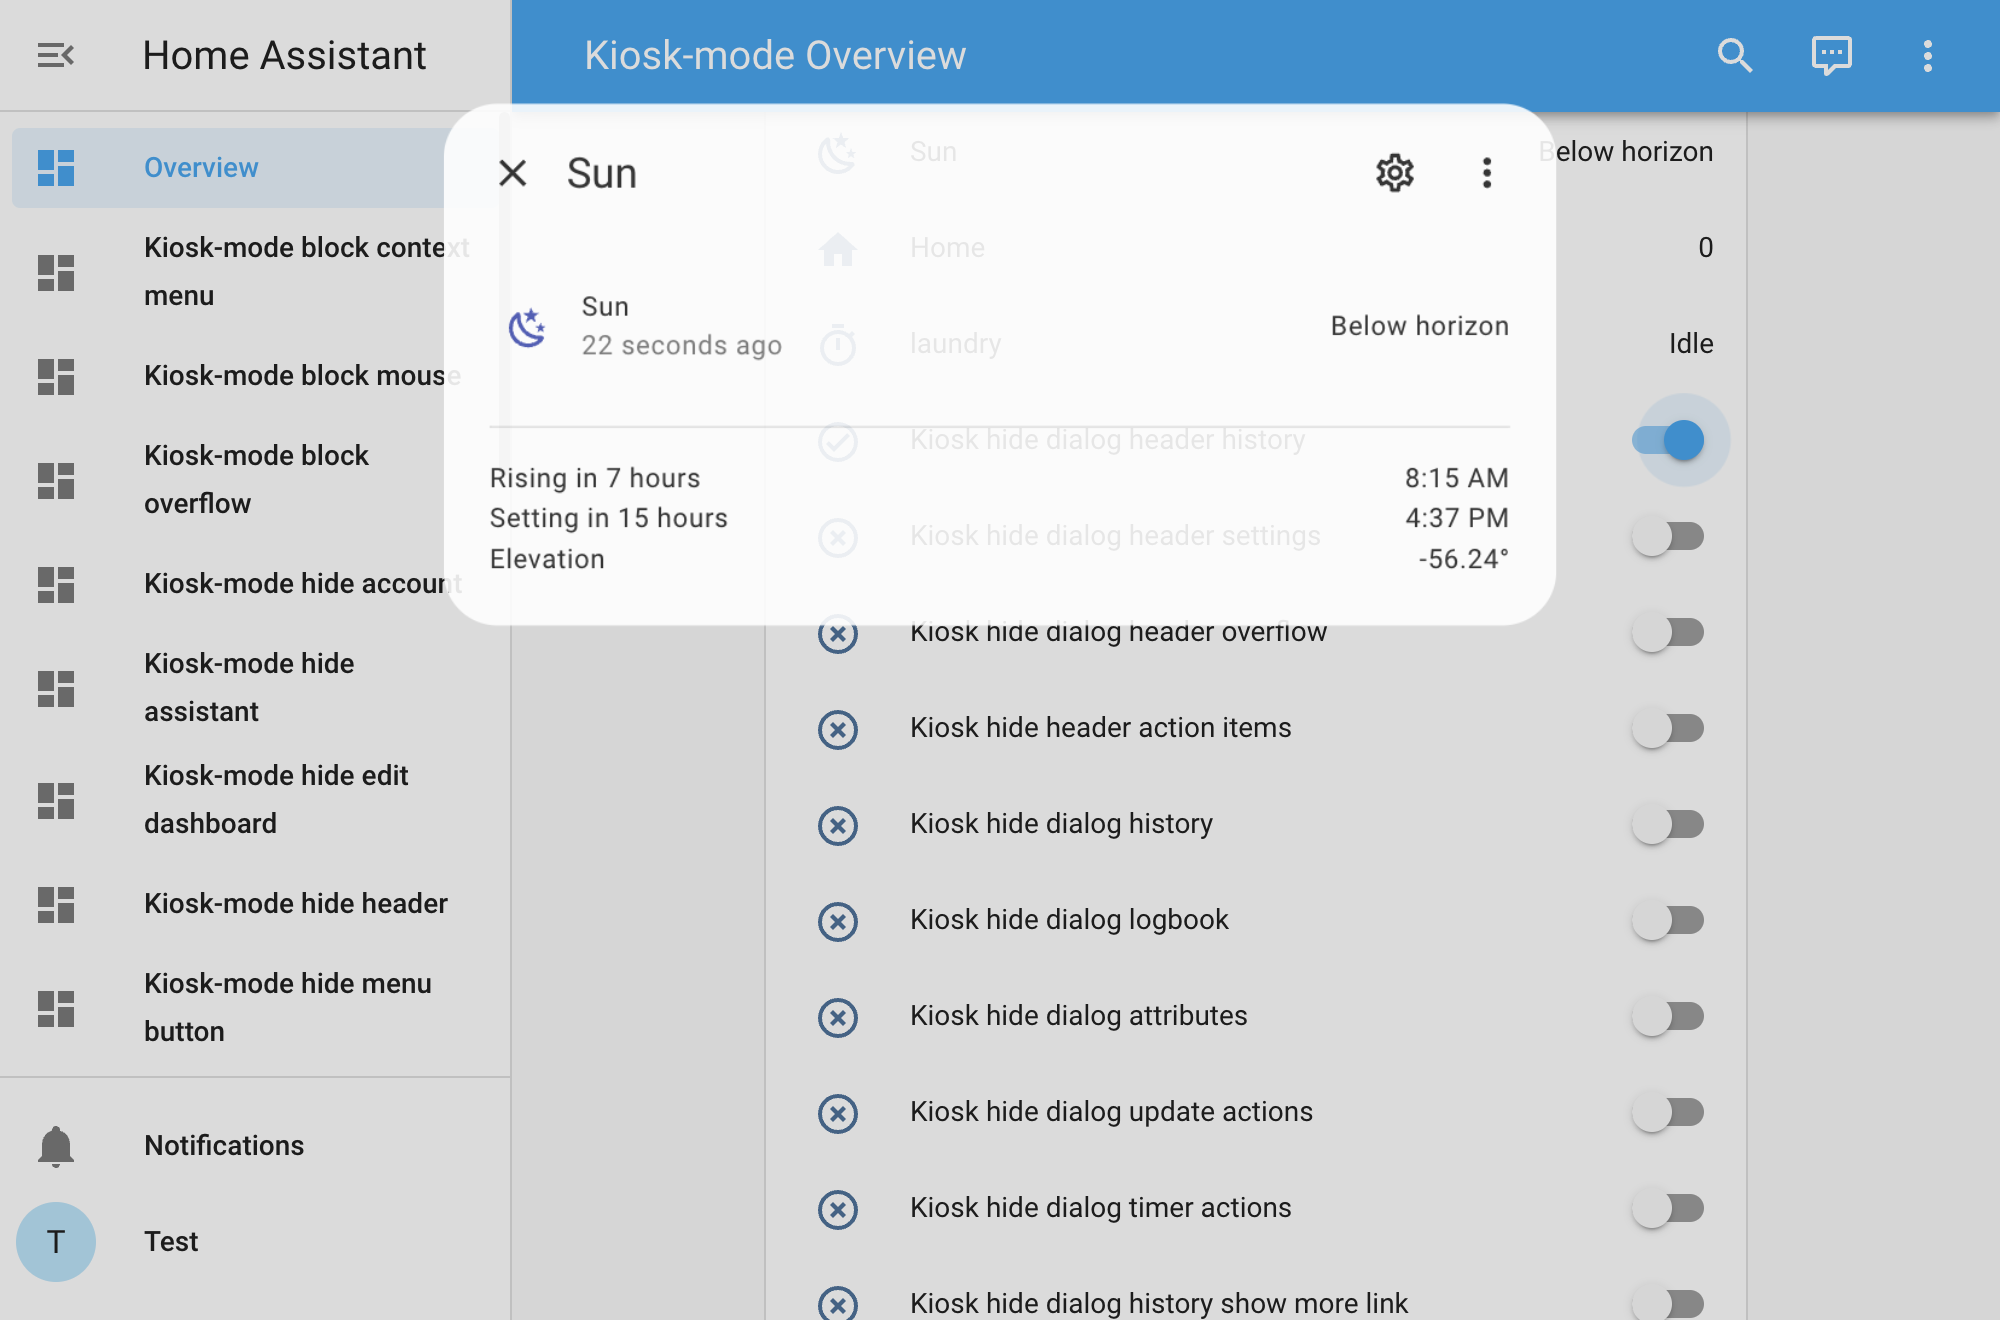 Home Assistant
Kiosk-mode Overview
Overview
Kiosk-mode block context
menu
Kiosk-mode block mouse
Kiosk-mode block
overflow
Kiosk-mode hide account
Kiosk-mode hide
assistant
Kiosk-mode hide edit
dashboard
Kiosk-mode hide header
Kiosk-mode hide menu
button
Notifications
T
Test
Sun
Sun
22 seconds ago
Below horizon
Rising in 7 hours
8:15 AM
Setting in 15 hours
4:37 PM
Elevation
-56.24°
Sun
Below horizon
Home
0
laundry
Idle
Kiosk hide dialog header history
Kiosk hide dialog header settings
Kiosk hide dialog header overflow
Kiosk hide header action items
Kiosk hide dialog history
Kiosk hide dialog logbook
Kiosk hide dialog attributes
Kiosk hide dialog update actions
Kiosk hide dialog timer actions
Kiosk hide dialog history show more link